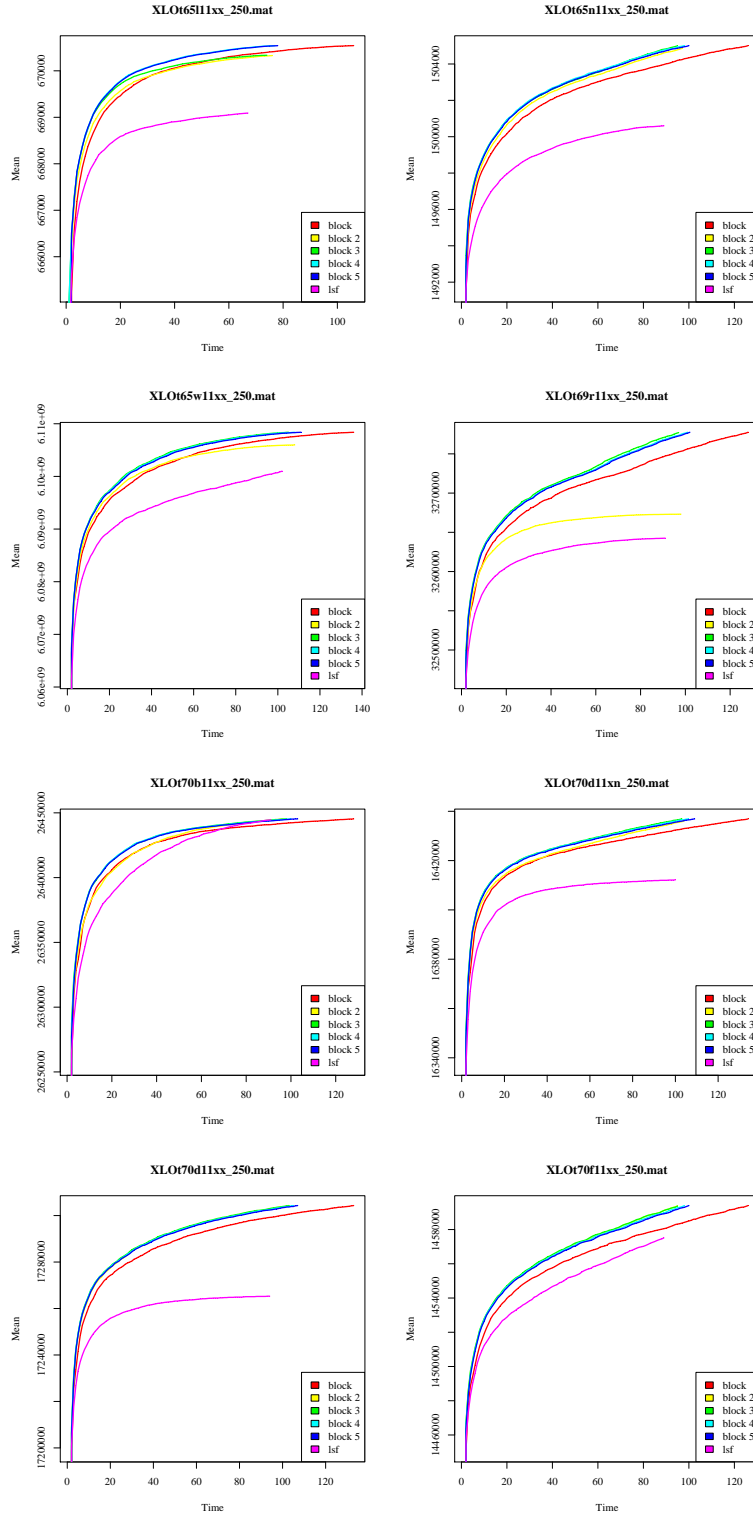 XLOt65l11xx_250.mat
Mean
666000 667000 668000 669000 670000
0 20 40 60 80 100
Time
block
block 2
block 3
block 4
block 5
lsf
XLOt65n11xx_250.mat
Mean
1492000 1496000 1500000 1504000
0 20 40 60 80 100 120
Time
block
block 2
block 3
block 4
block 5
lsf
XLOt65w11xx_250.mat
Mean
6.06e+09 6.07e+09 6.08e+09 6.09e+09 6.10e+09 6.11e+09
0 20 40 60 80 100 120 140
Time
block
block 2
block 3
block 4
block 5
lsf
XLOt69r11xx_250.mat
Mean
32500000 32600000 32700000
0 20 40 60 80 100 120
Time
block
block 2
block 3
block 4
block 5
lsf
XLOt70b11xx_250.mat
Mean
26250000 26300000 26350000 26400000 26450000
0 20 40 60 80 100 120
Time
block
block 2
block 3
block 4
block 5
lsf
XLOt70d11xn_250.mat
Mean
16340000 16380000 16420000
0 20 40 60 80 100 120
Time
block
block 2
block 3
block 4
block 5
lsf
XLOt70d11xx_250.mat
Mean
17200000 17240000 17280000
0 20 40 60 80 100 120
Time
block
block 2
block 3
block 4
block 5
lsf
XLOt70f11xx_250.mat
Mean
14460000 14500000 14540000 14580000
0 20 40 60 80 100 120
Time
block
block 2
block 3
block 4
block 5
lsf